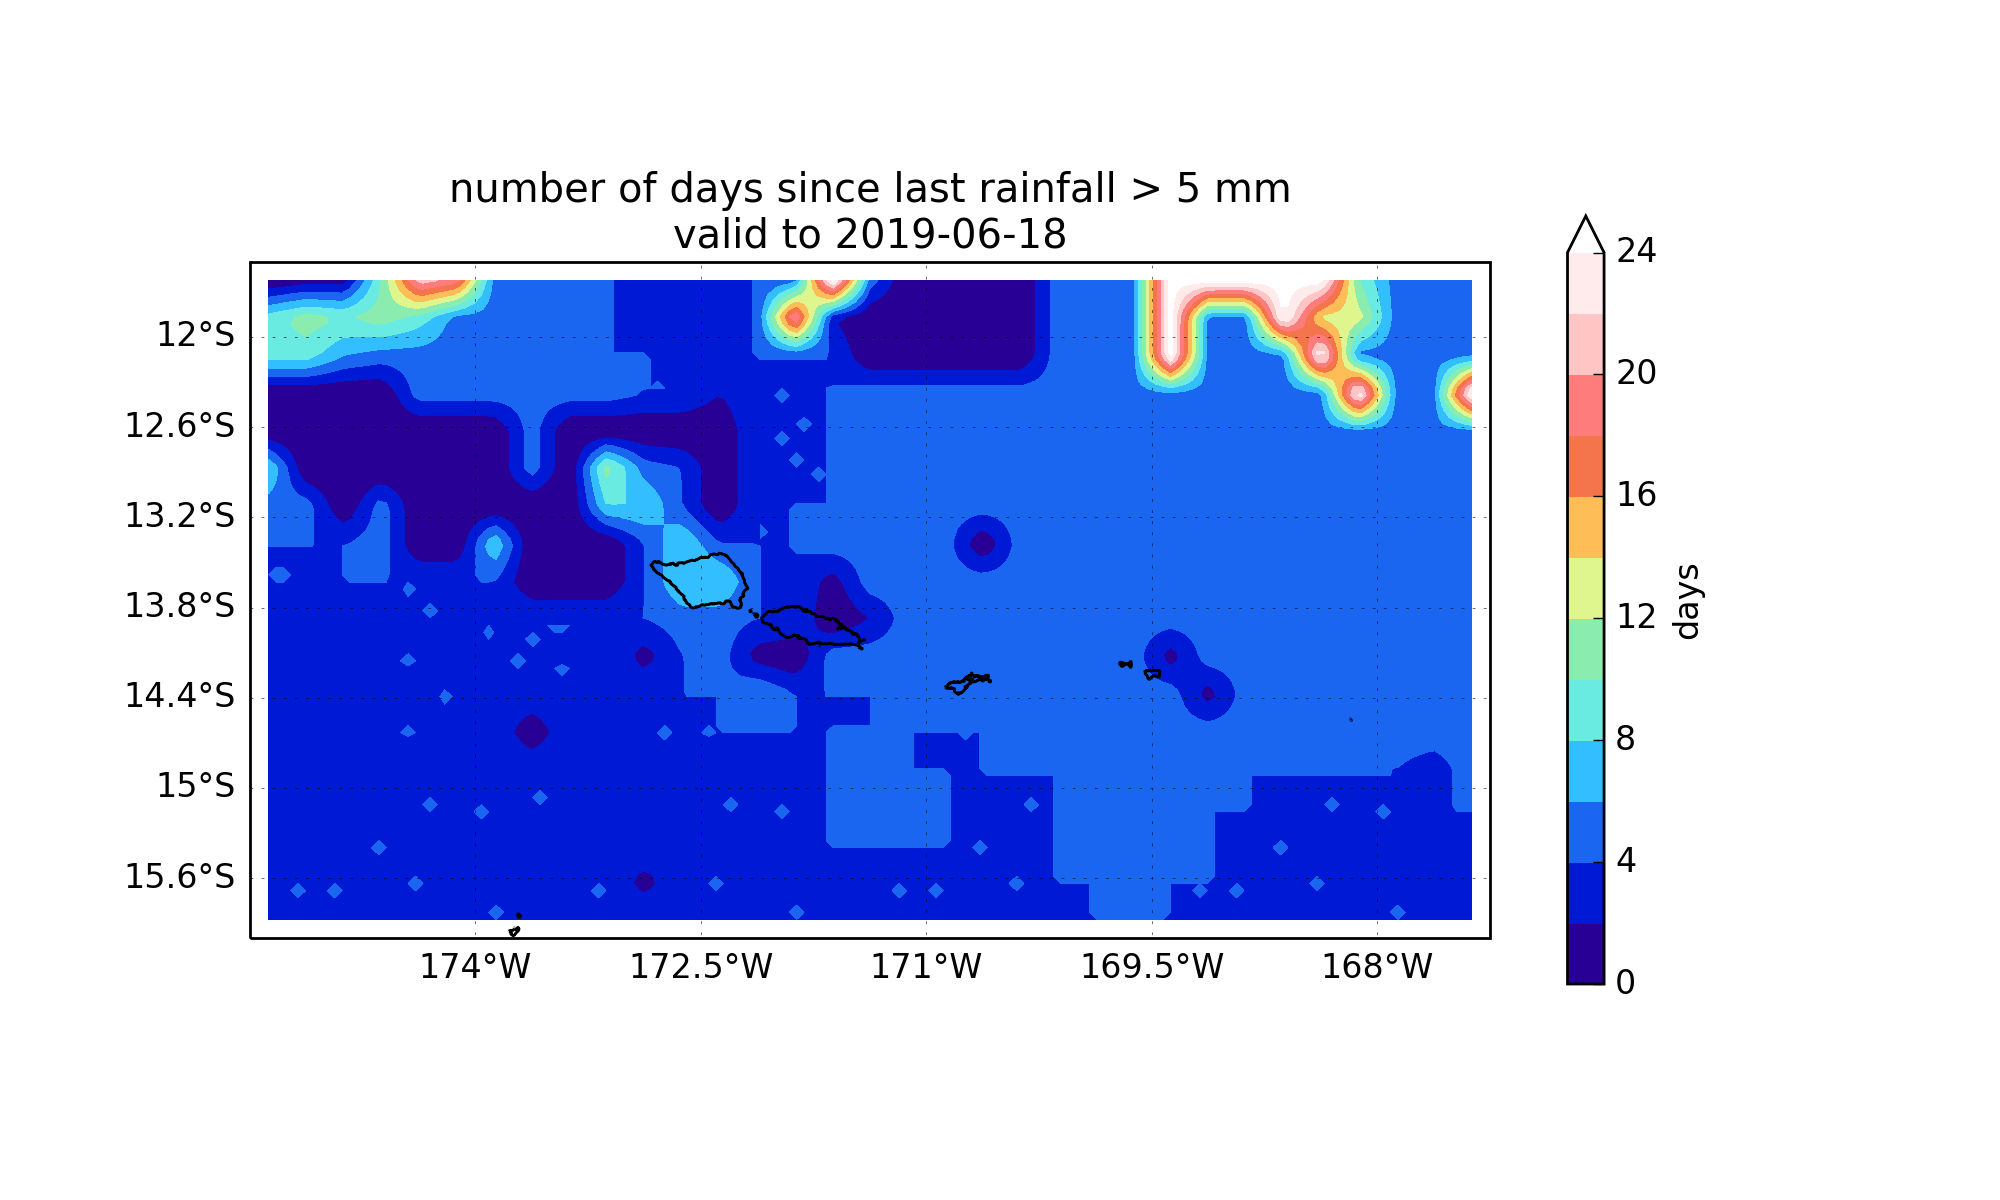 number of days since last rainfall > 5 mm
valid to 2019-06-18
12°S
12.6°S
13.2°S
13.8°S
14.4°S
15°S
15.6°S
174°W
172.5°W
171°W
169.5°W
168°W
24
20
16
12
8
4
0
days